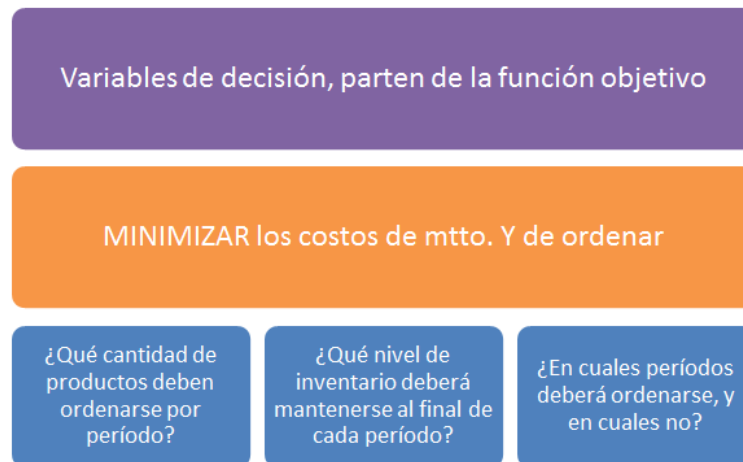 Variables de decisión, parten de la función objetivo
MINIMIZAR los costos de mtto. Y de ordenar
¿Qué cantidad de
productos deben
ordenarse por
período?
¿Qué nivel de
inventario deberá
mantenerse al final de
cada período?
¿En cuales períodos
deberá ordenarse, y
en cuales no?